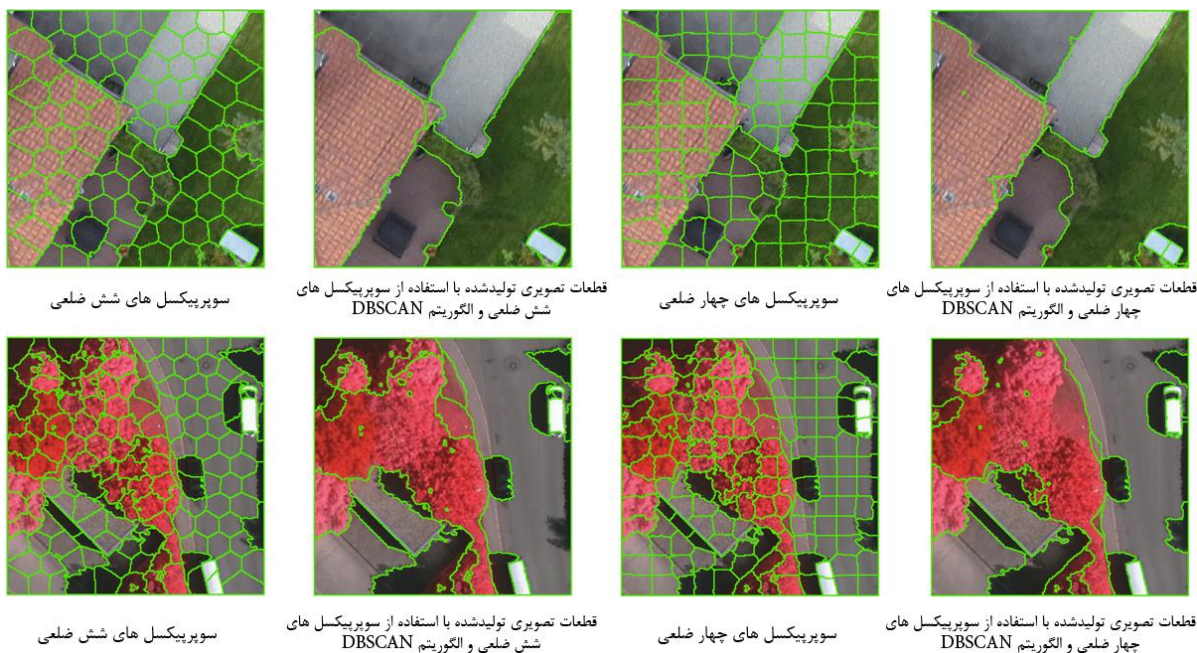 سوپرپیکسل های شش ضلعی
قطعات تصویری تولیدشده با استفاده از سوپرپیکسل های
شش ضلعی و الگوریتم DBSCAN
سوپرپیکسل های چهار ضلعی
قطعات تصویری تولیدشده با استفاده از سوپرپیکسل های
چهار ضلعی و الگوریتم DBSCAN
سوپرپیکسل های شش ضلعی
قطعات تصویری تولیدشده با استفاده از سوپرپیکسل های
شش ضلعی و الگوریتم DBSCAN
سوپرپیکسل های چهار ضلعی
قطعات تصویری تولیدشده با استفاده از سوپرپیکسل های
چهار ضلعی و الگوریتم DBSCAN